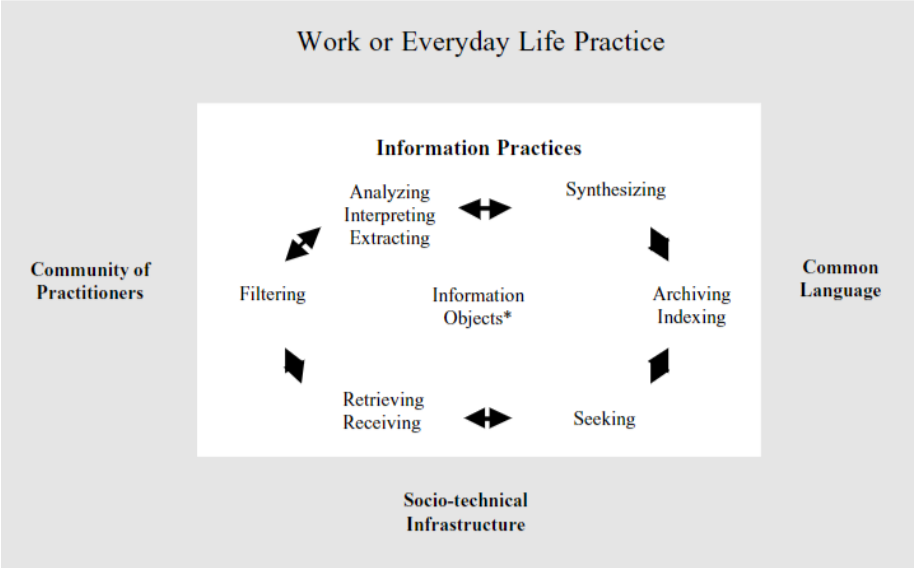 Work or Everyday Life Practice
Information Practices
Analyzing
Interpreting
Extracting
Synthesizing
Community of
Practitioners
Filtering
Information
Objects*
Archiving
Indexing
Common
Language
Retrieving
Receiving
Seeking
Socio-technical
Infrastructure